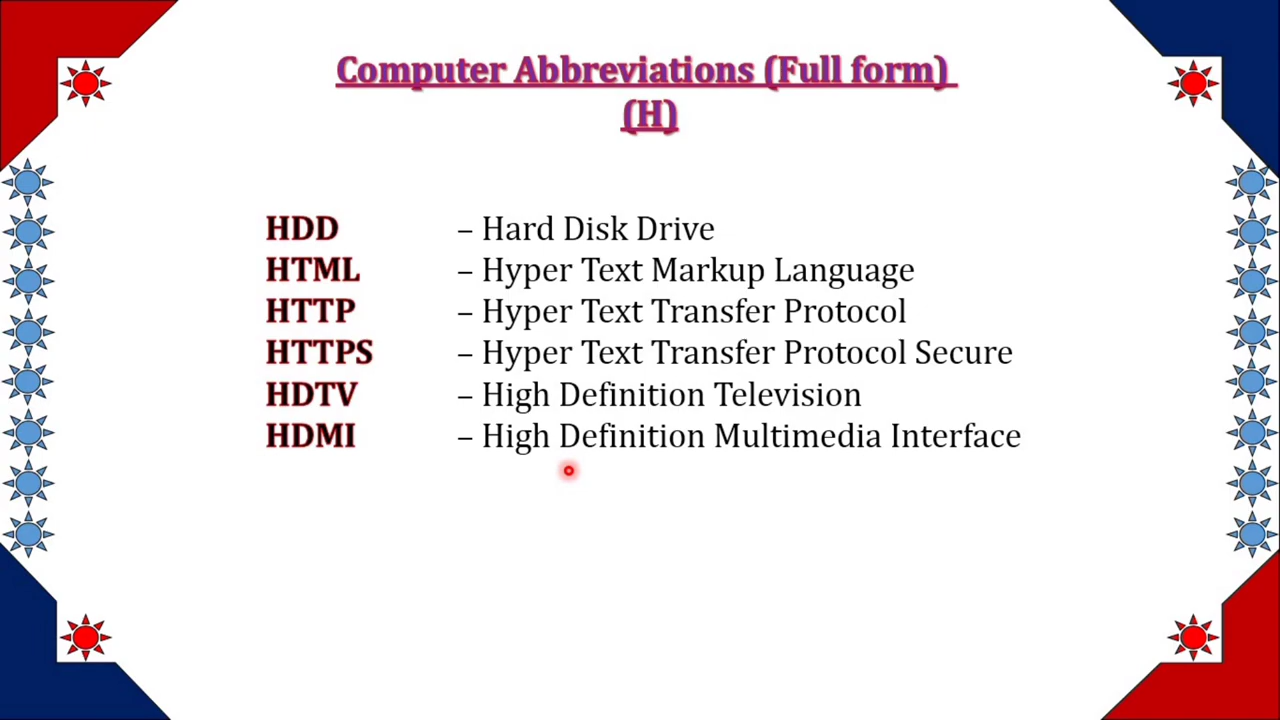 Computer Abbreviations (Full form)
(H)
HDD – Hard Disk Drive
HTML – Hyper Text Markup Language
HTTP – Hyper Text Transfer Protocol
HTTPS – Hyper Text Transfer Protocol Secure
HDTV – High Definition Television
HDMI – High Definition Multimedia Interface